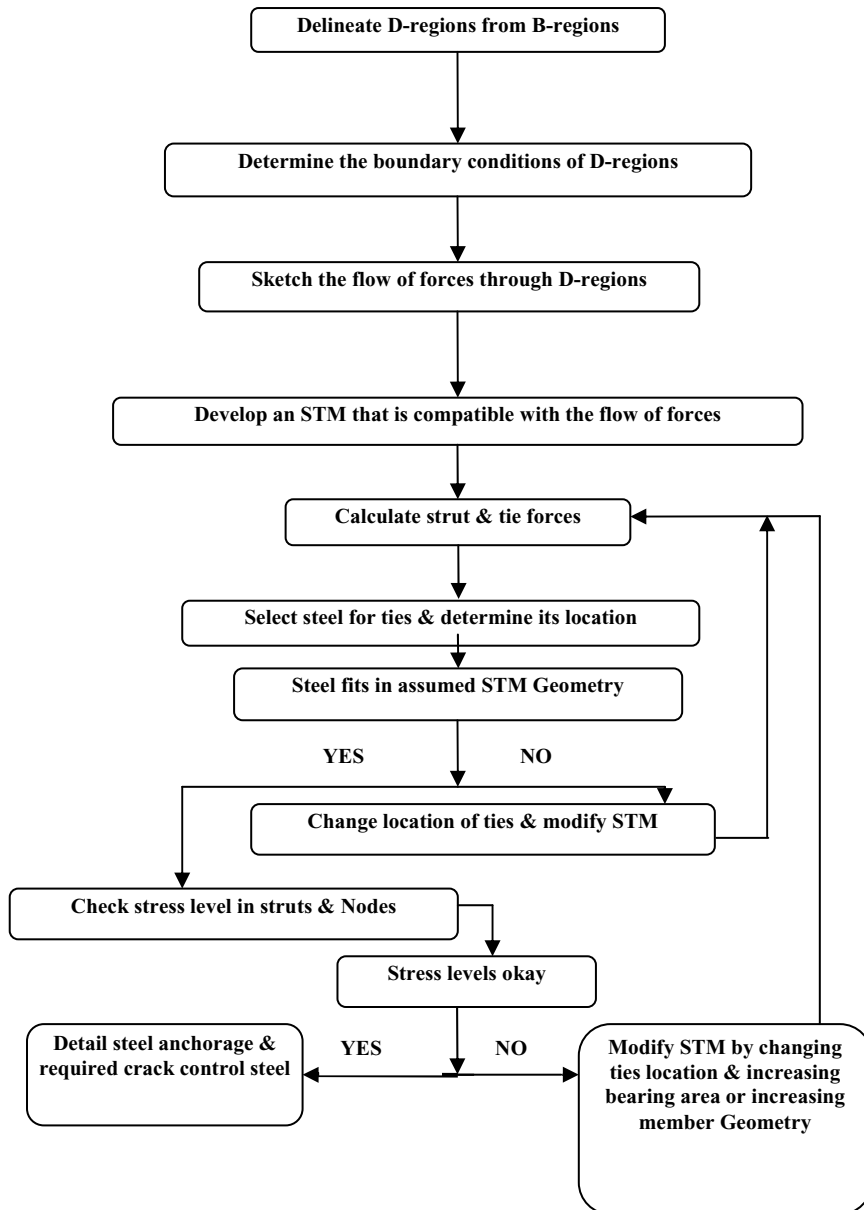 Delineate D-regions from B-regions
Determine the boundary conditions of D-regions
Sketch the flow of forces through D-regions
Develop an STM that is compatible with the flow of forces
Calculate strut & tie forces
Select steel for ties & determine its location
Steel fits in assumed STM Geometry
YES NO
Change location of ties & modify STM
Check stress level in struts & Nodes
Stress levels okay
Detail steel anchorage &
required crack control steel
YES NO
Modify STM by changing
ties location & increasing
bearing area or increasing
member Geometry